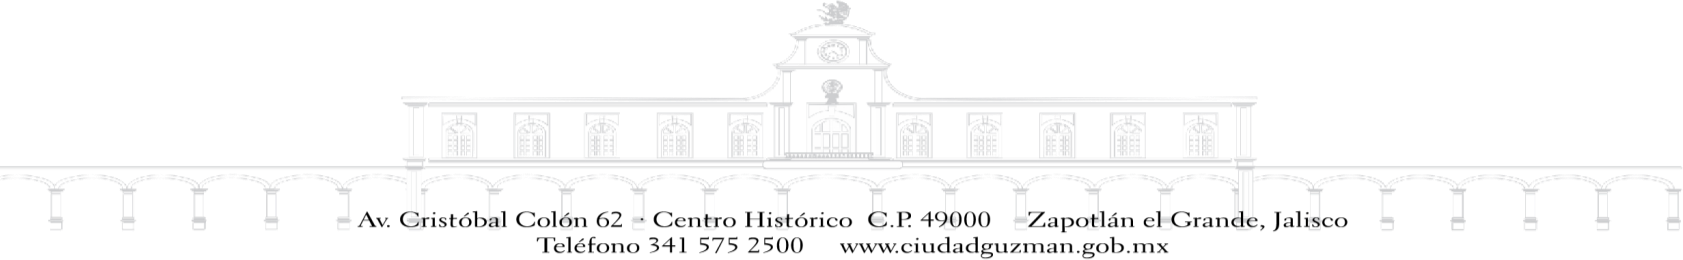 Av. Cristóbal Colón 62 · Centro Histórico C.P. 49000 Zapotlán el Grande, Jalisco
Teléfono 341 575 2500 www.ciudadguzman.gob.mx